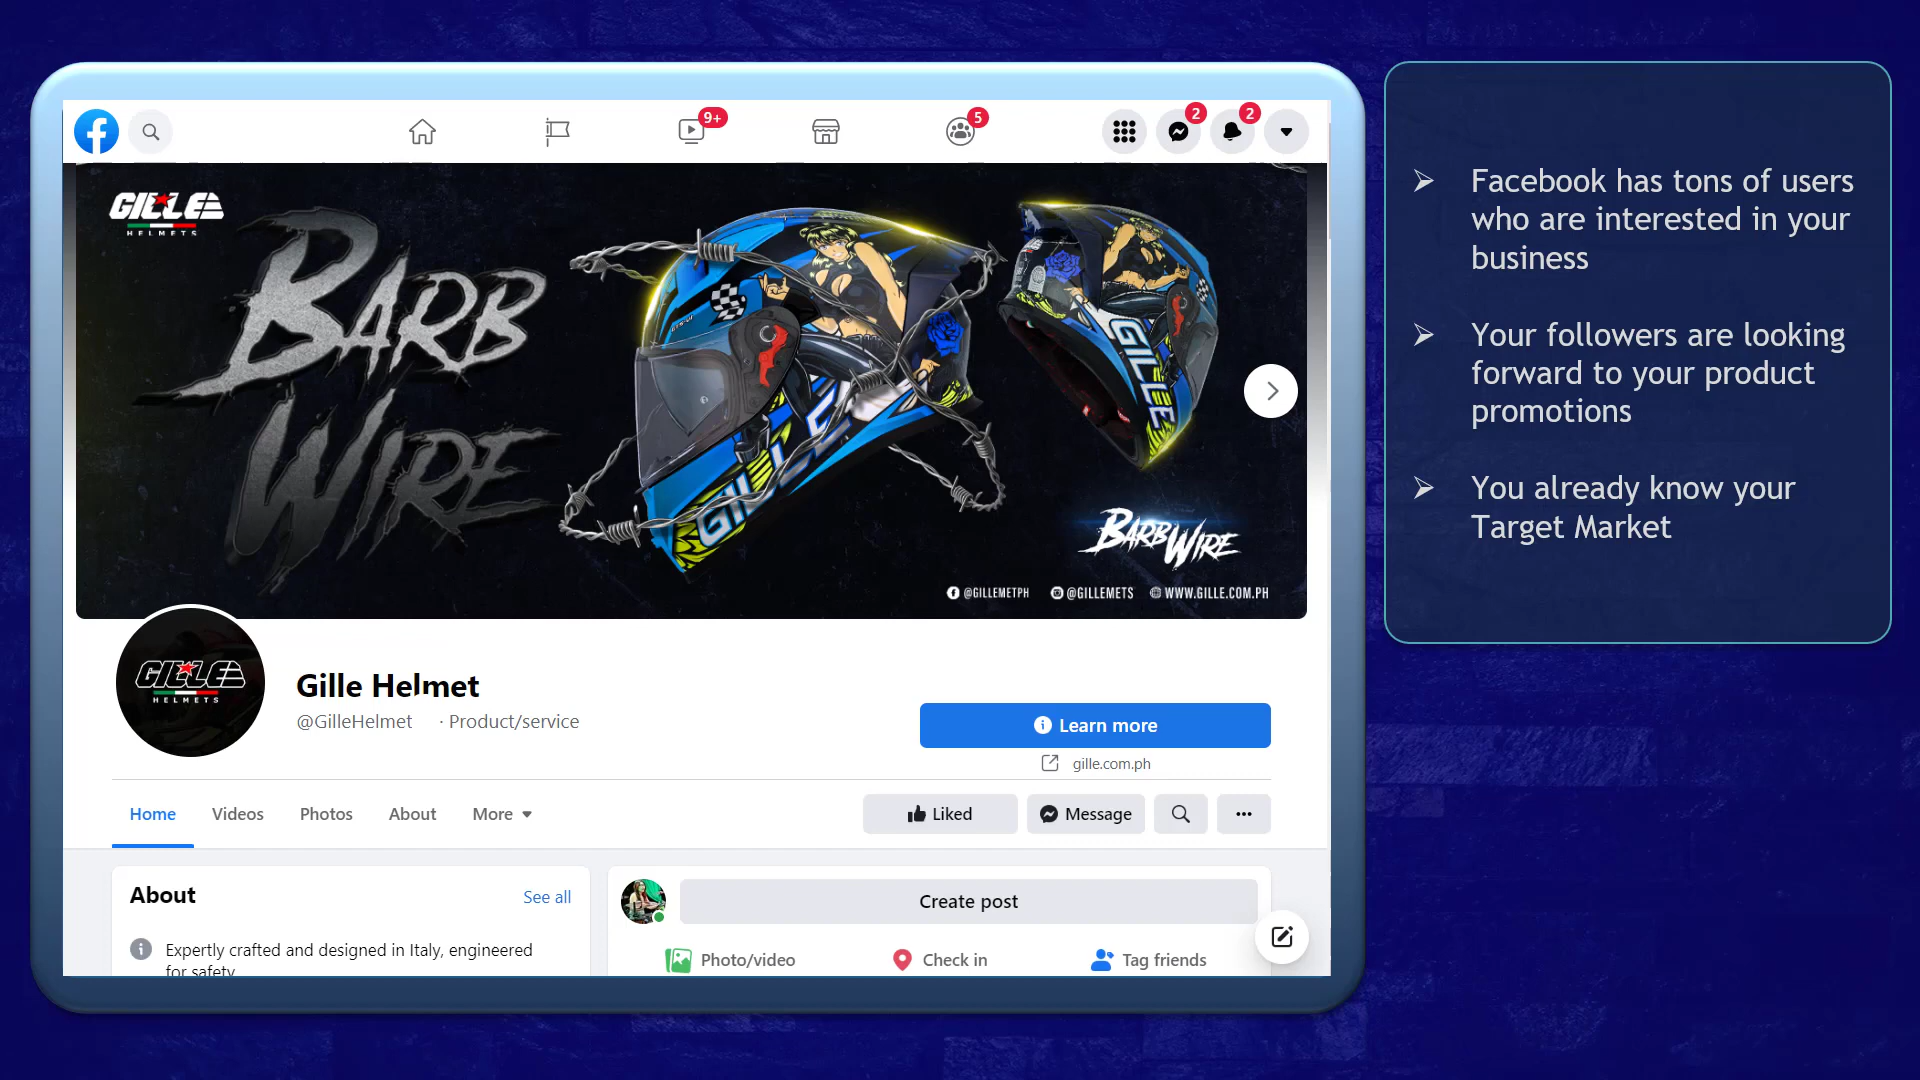 9+
5
2
2
GILLE
HELMETS
BARB
WIRE
GILLE
GILLE
BARBWIRE
@GILLEMETPH
@GILLEMETS
WWW.GILLE.COM.PH
GILLE
HELMETS
Gille Helmet
@GilleHelmet · Product/service
Learn more
gille.com.ph
Home
Videos
Photos
About
More
Liked
Message
About
See all
Expertly crafted and designed in Italy, engineered
for safety
Create post
Photo/video
Check in
Tag friends
Facebook has tons of users
who are interested in your
business
Your followers are looking
forward to your product
promotions
You already know your
Target Market